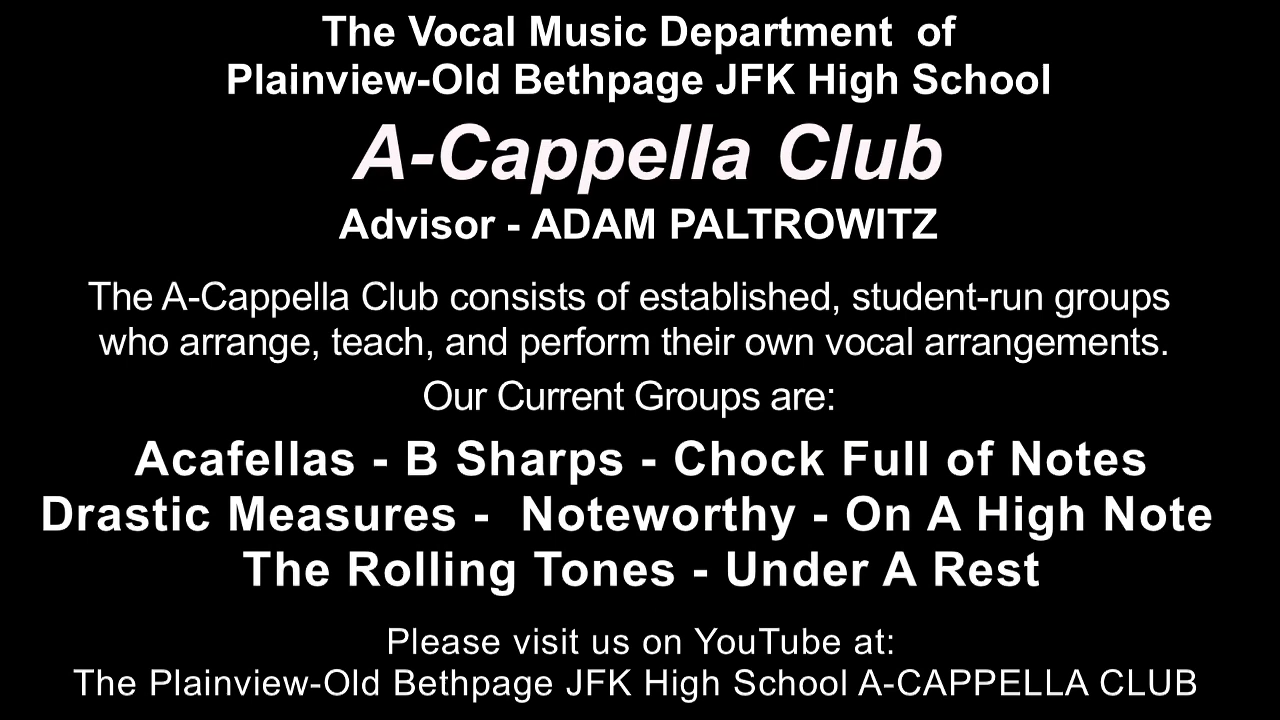 The Vocal Music Department  of
Plainview-Old Bethpage JFK High School
A-Cappella Club
Advisor - ADAM PALTROWITZ
The A-Cappella Club consists of established, student-run groups
who arrange, teach, and perform their own vocal arrangements.
Our Current Groups are:
Acafellas - B Sharps - Chock Full of Notes
Drastic Measures -  Noteworthy - On A High Note
The Rolling Tones - Under A Rest
Please visit us on YouTube at:
The Plainview-Old Bethpage JFK High School A-CAPPELLA CLUB